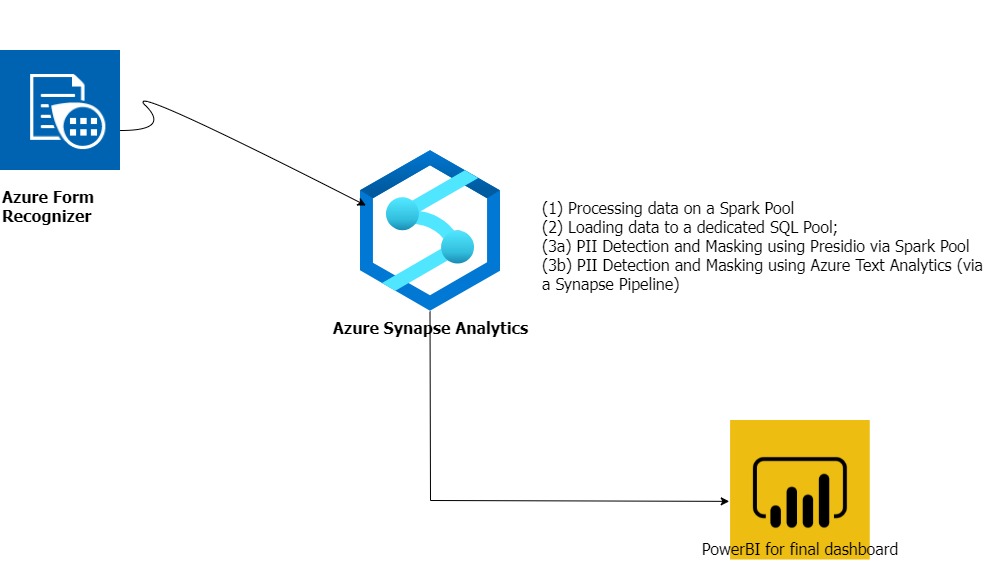 Azure Form
Recognizer
(1) Processing data on a Spark Pool
(2) Loading data to a dedicated SQL Pool;
(3a) PII Detection and Masking using Presidio via Spark Pool
(3b) PII Detection and Masking using Azure Text Analytics (via
a Synapse Pipeline)
Azure Synapse Analytics
PowerBI for final dashboard